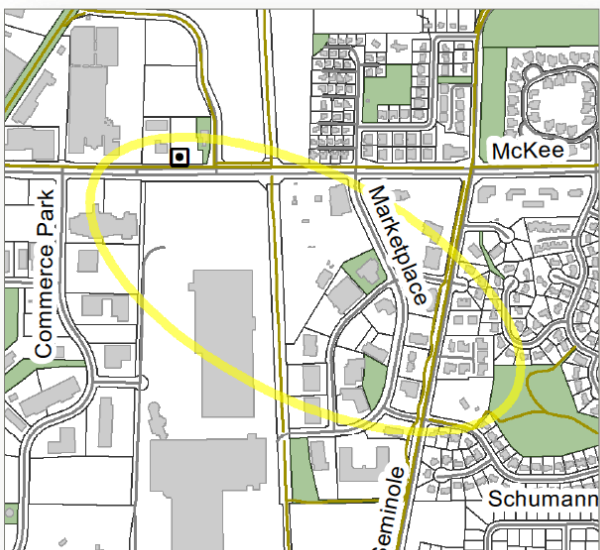 McKee
Commerce Park
Marketplace
Seminole
Schumann